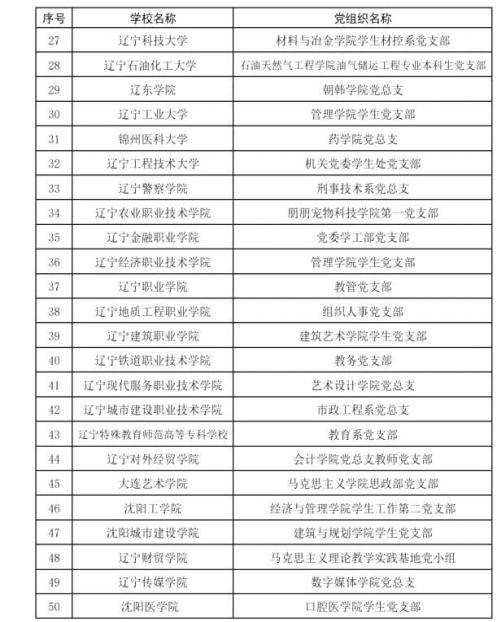 序号 学校名称 党组织名称
27 辽宁科技大学 材料与冶金学院学生材控系党支部
28 辽宁石油化工大学 石油天然气工程学院油气储运工程专业本科生党支部
29 辽东学院 朝韩学院党总支
30 辽宁工业大学 管理学院学生党支部
31 锦州医科大学 药学院党总支
32 辽宁工程技术大学 机关党委学生处党支部
33 辽宁警察学院 刑事技术系党总支
34 辽宁农业职业技术学院 朋朋宠物科技学院第一党支部
35 辽宁金融职业学院 党委学工部党支部
36 辽宁经济职业技术学院 管理学院学生党支部
37 辽宁职业学院 教管党支部
38 辽宁地质工程职业学院 组织人事党支部
39 辽宁建筑职业学院 建筑艺术学院学生党支部
40 辽宁铁道职业技术学院 教务党支部
41 辽宁现代服务职业技术学院 艺术设计学院党总支
42 辽宁城市建设职业技术学院 市政工程系党总支
43 辽宁特殊教育师范高等专科学校 教育系党支部
44 辽宁对外经贸学院 会计学院党总支教师党支部
45 大连艺术学院 马克思主义学院思政部党支部
46 沈阳工学院 经济与管理学院学生工作第二党支部
47 沈阳城市建设学院 建筑与规划学院学生党支部
48 辽宁财贸学院 马克思主义理论教学实践基地党小组
49 辽宁传媒学院 数字媒体学院党总支
50 沈阳医学院 口腔医学院学生党支部